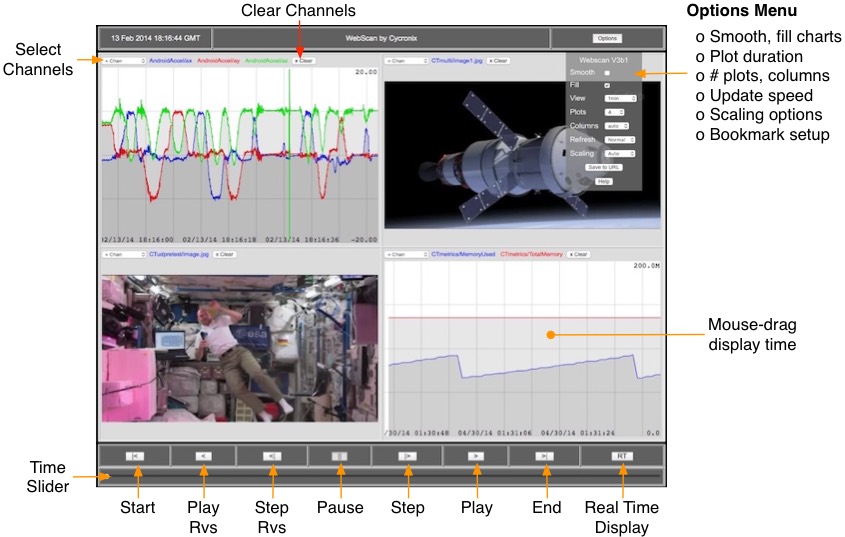 Clear Channels
Options Menu
o Smooth, fill charts
o Plot duration
o # plots, columns
o Update speed
o Scaling options
o Bookmark setup
Select
Channels
13 Feb 2014 18:16:44 GMT
WebScan by Cycronix
Options
+ Chan
AndroidAccel/ax AndroidAccel/ay AndroidAccel/az
x Clear
20.00
02/13/14 18:16:00 02/13/14 18:16:18 02/13/14 18:16:36 -20.00
+ Chan
CTmulti/image1.jpg
x Clear
Webscan V3b1
Smooth
Fill
View 1min
Plots 4
Columns auto
Refresh Normal
Scaling Auto
Save to URL
Help
+ Chan
CTudpretext/image.jpg
x Clear
esa
+ Chan
CTmetrics/MemoryUsed CTmetrics/TotalMemory
x Clear
200.0M
/30/14 01:30:48 04/30/14 01:31:06 04/30/14 01:31:24 0.0
Mouse-drag
display time
|< < <| || |> > >| RT
Time
Slider
Start
Play
Rvs
Step
Rvs
Pause
Step
Play
End
Real Time
Display